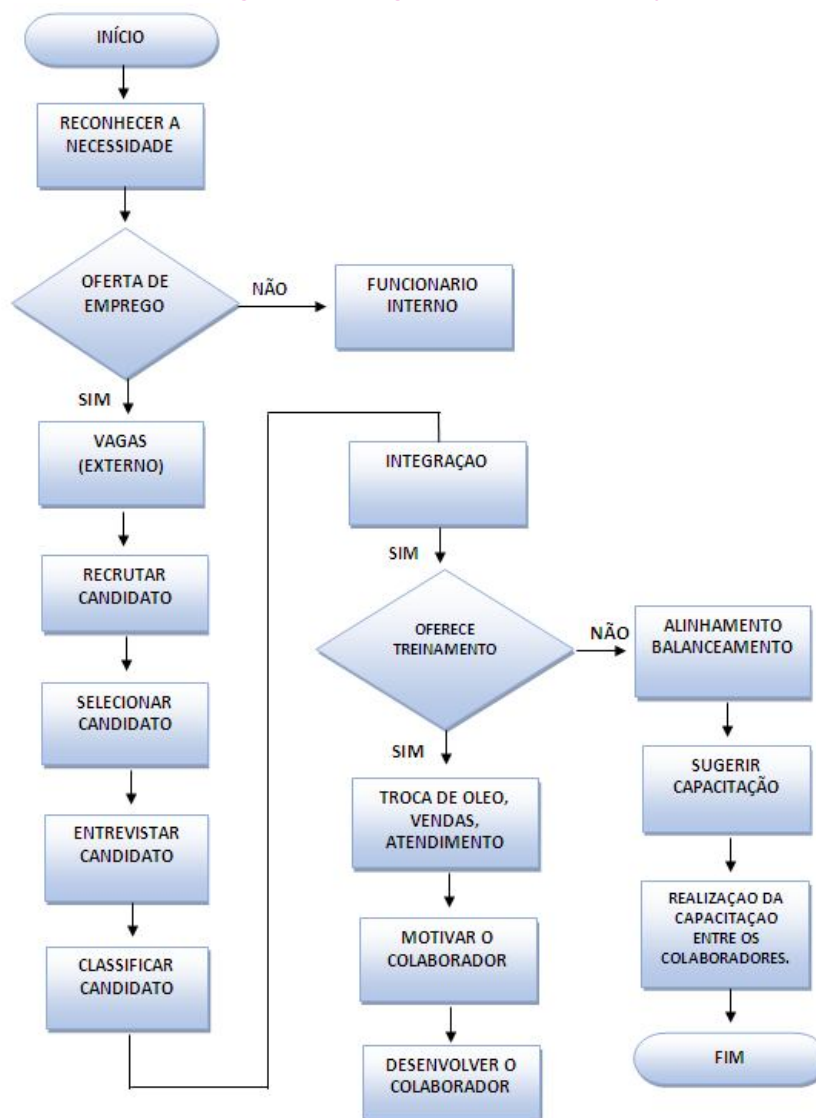 INÍCIO
RECONHECER A
NECESSIDADE
OFERTA DE
EMPREGO
NÃO
FUNCIONARIO
INTERNO
SIM
VAGAS
(EXTERNO)
RECRUTAR
CANDIDATO
SELECIONAR
CANDIDATO
ENTREVISTAR
CANDIDATO
CLASSIFICAR
CANDIDATO
INTEGRAÇAO
SIM
OFERECE
TREINAMENTO
NÃO
ALINHAMENTO
BALANCEAMENTO
SIM
TROCA DE OLEO,
VENDAS,
ATENDIMENTO
MOTIVAR O
COLABORADOR
DESENVOLVER O
COLABORADOR
SUGERIR
CAPACITAÇÃO
REALIZAÇAO DA
CAPACITAÇAO
ENTRE OS
COLABORADORES.
FIM